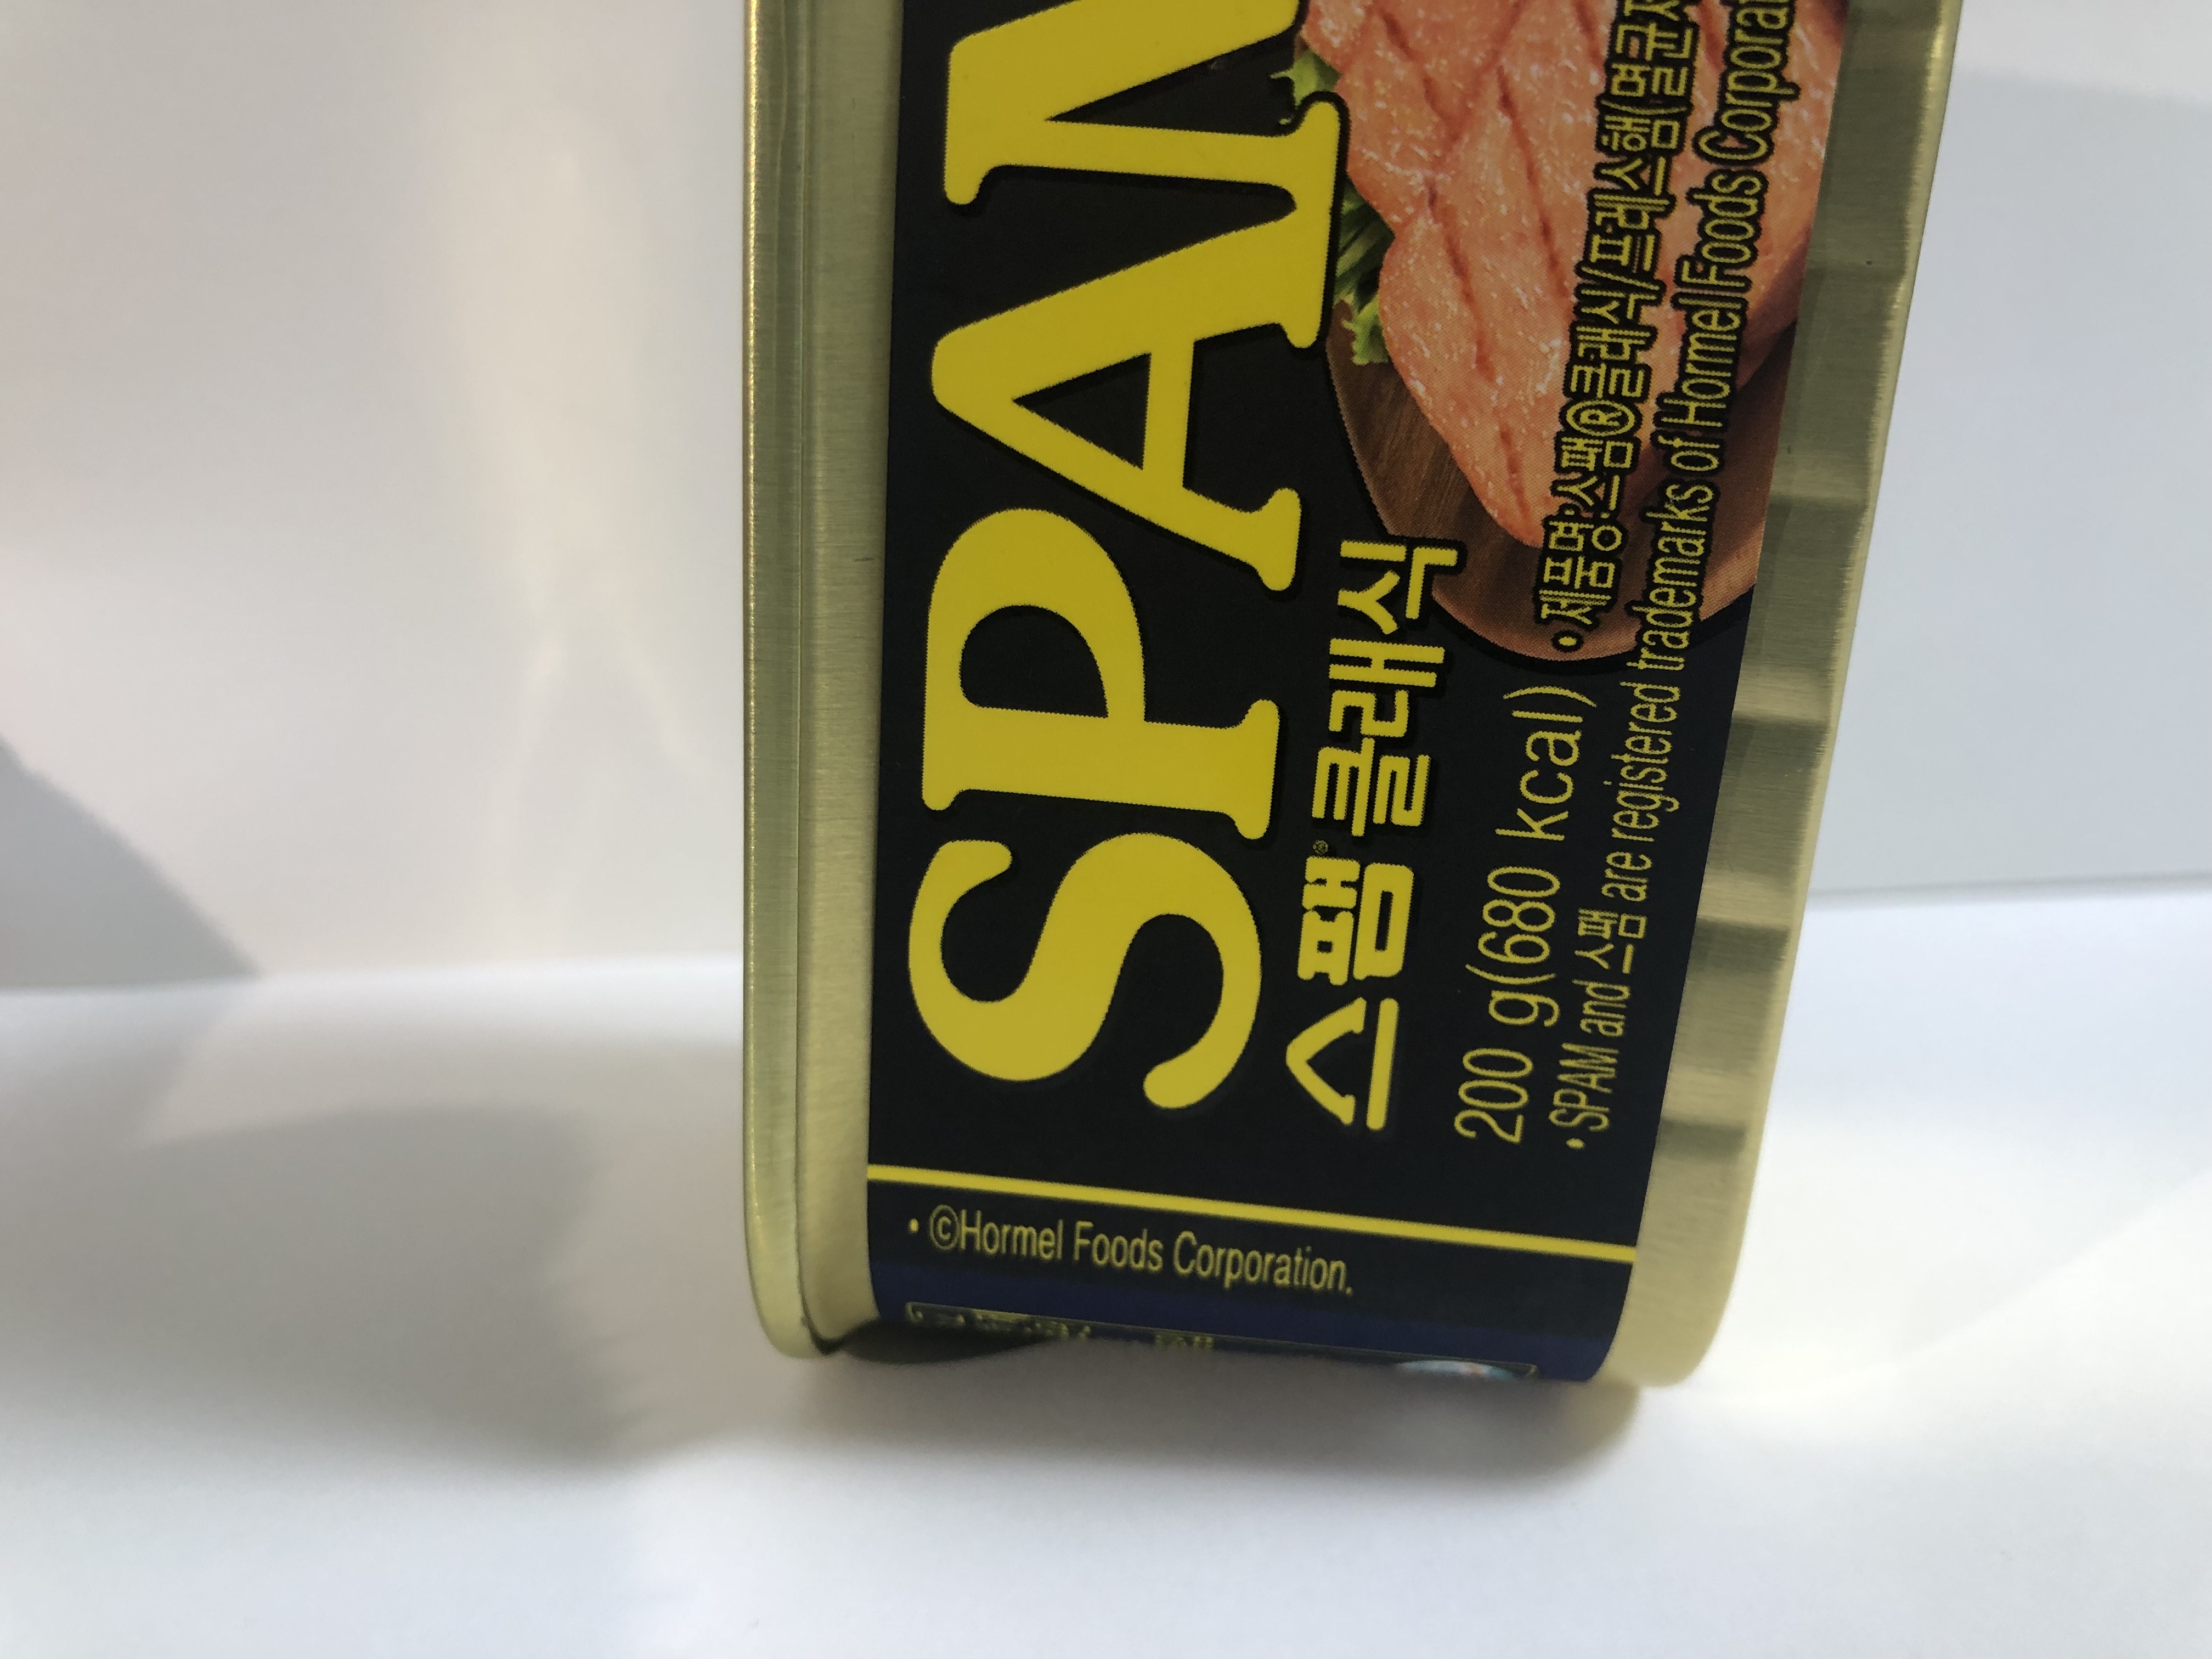 SPAM
스팸® 클래식
200 g(680 kcal)
•제품명:스팸®클래식/프레스햄(멸균제
•SPAM and 스팸 are registered trademarks of Hormel Foods Corporat
• ©Hormel Foods Corporation.